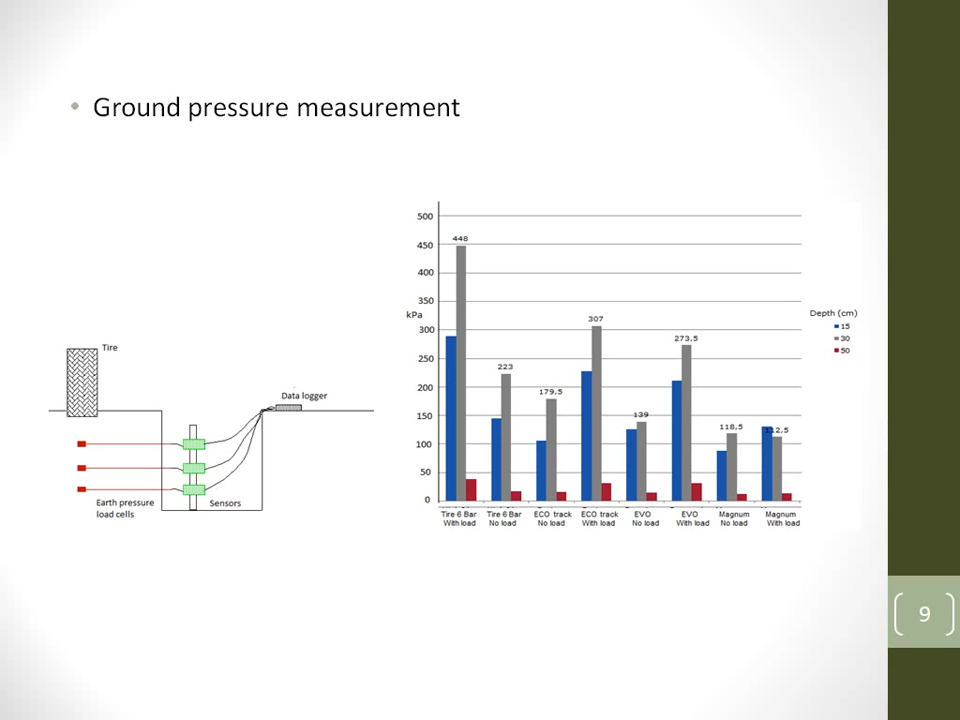 • Ground pressure measurement
Tire
Data logger
Earth pressure
load cells
Sensors
kPa
500
450
400
350
300
250
200
150
100
50
0
448
223
179,5
307
139
273,5
118,5
112,5
Tire 6 Bar
With load
Tire 6 Bar
No load
ECO track
No load
ECO track
With load
EVO
No load
EVO
With load
Magnum
No load
Magnum
With load
Depth (cm)
15
30
50
9